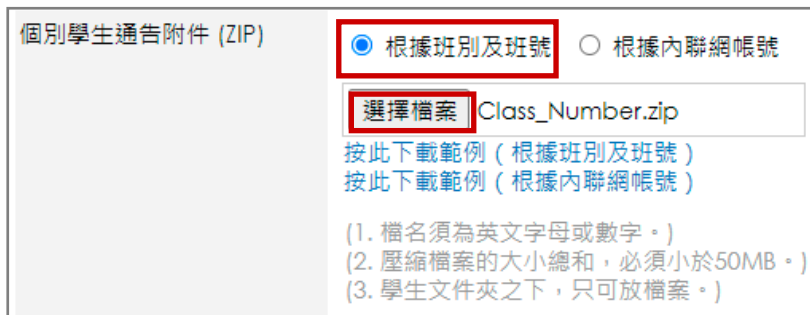 個別學生通告附件 (ZIP)
根據班別及班號 根據內聯網帳號
選擇檔案 Class_Number.zip
按此下載範例 ( 根據班別及班號 )
按此下載範例 ( 根據內聯網帳號 )
(1. 檔名須為英文字母或數字。)
(2. 壓縮檔案的大小總和，必須小於50MB。)
(3. 學生文件夾之下，只可放檔案。)